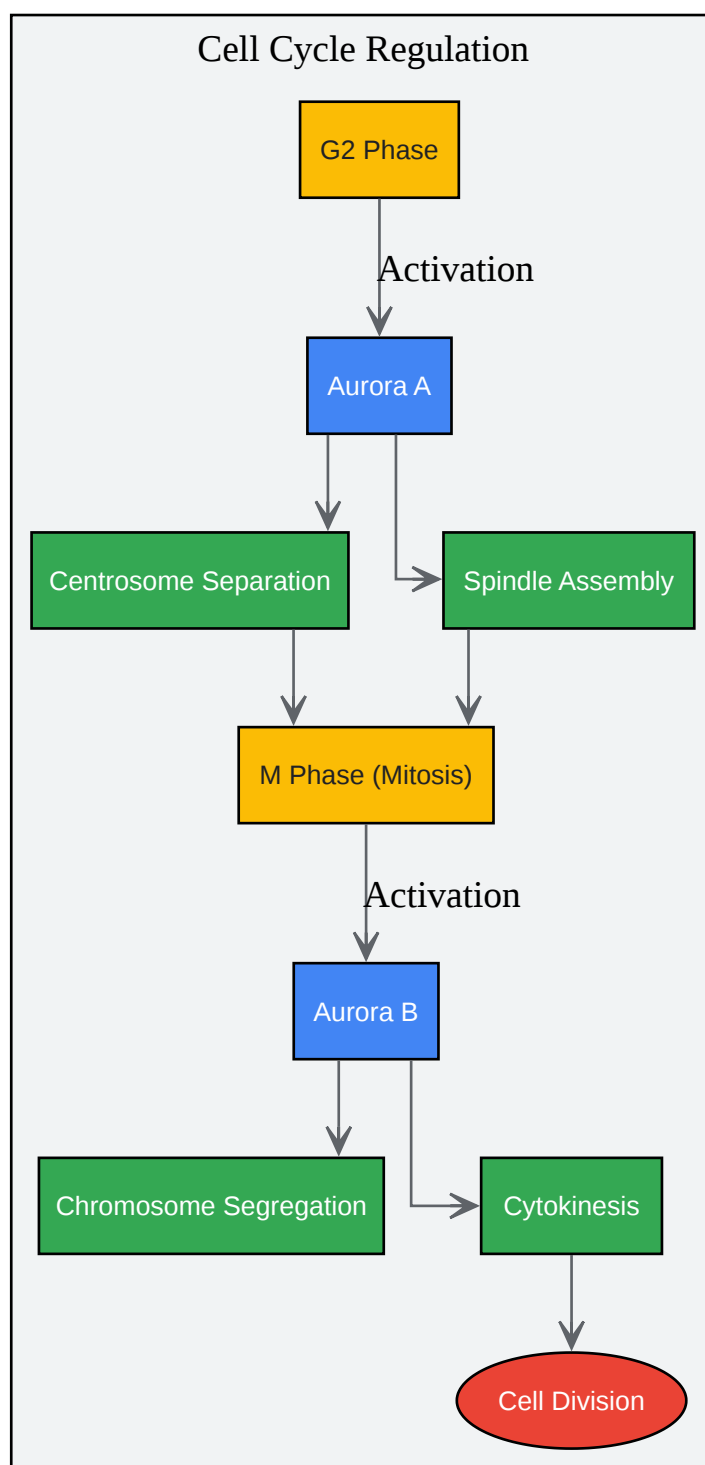 Cell Cycle Regulation
G2 Phase
Activation
Aurora A
Centrosome Separation
Spindle Assembly
M Phase (Mitosis)
Activation
Aurora B
Chromosome Segregation
Cytokinesis
Cell Division